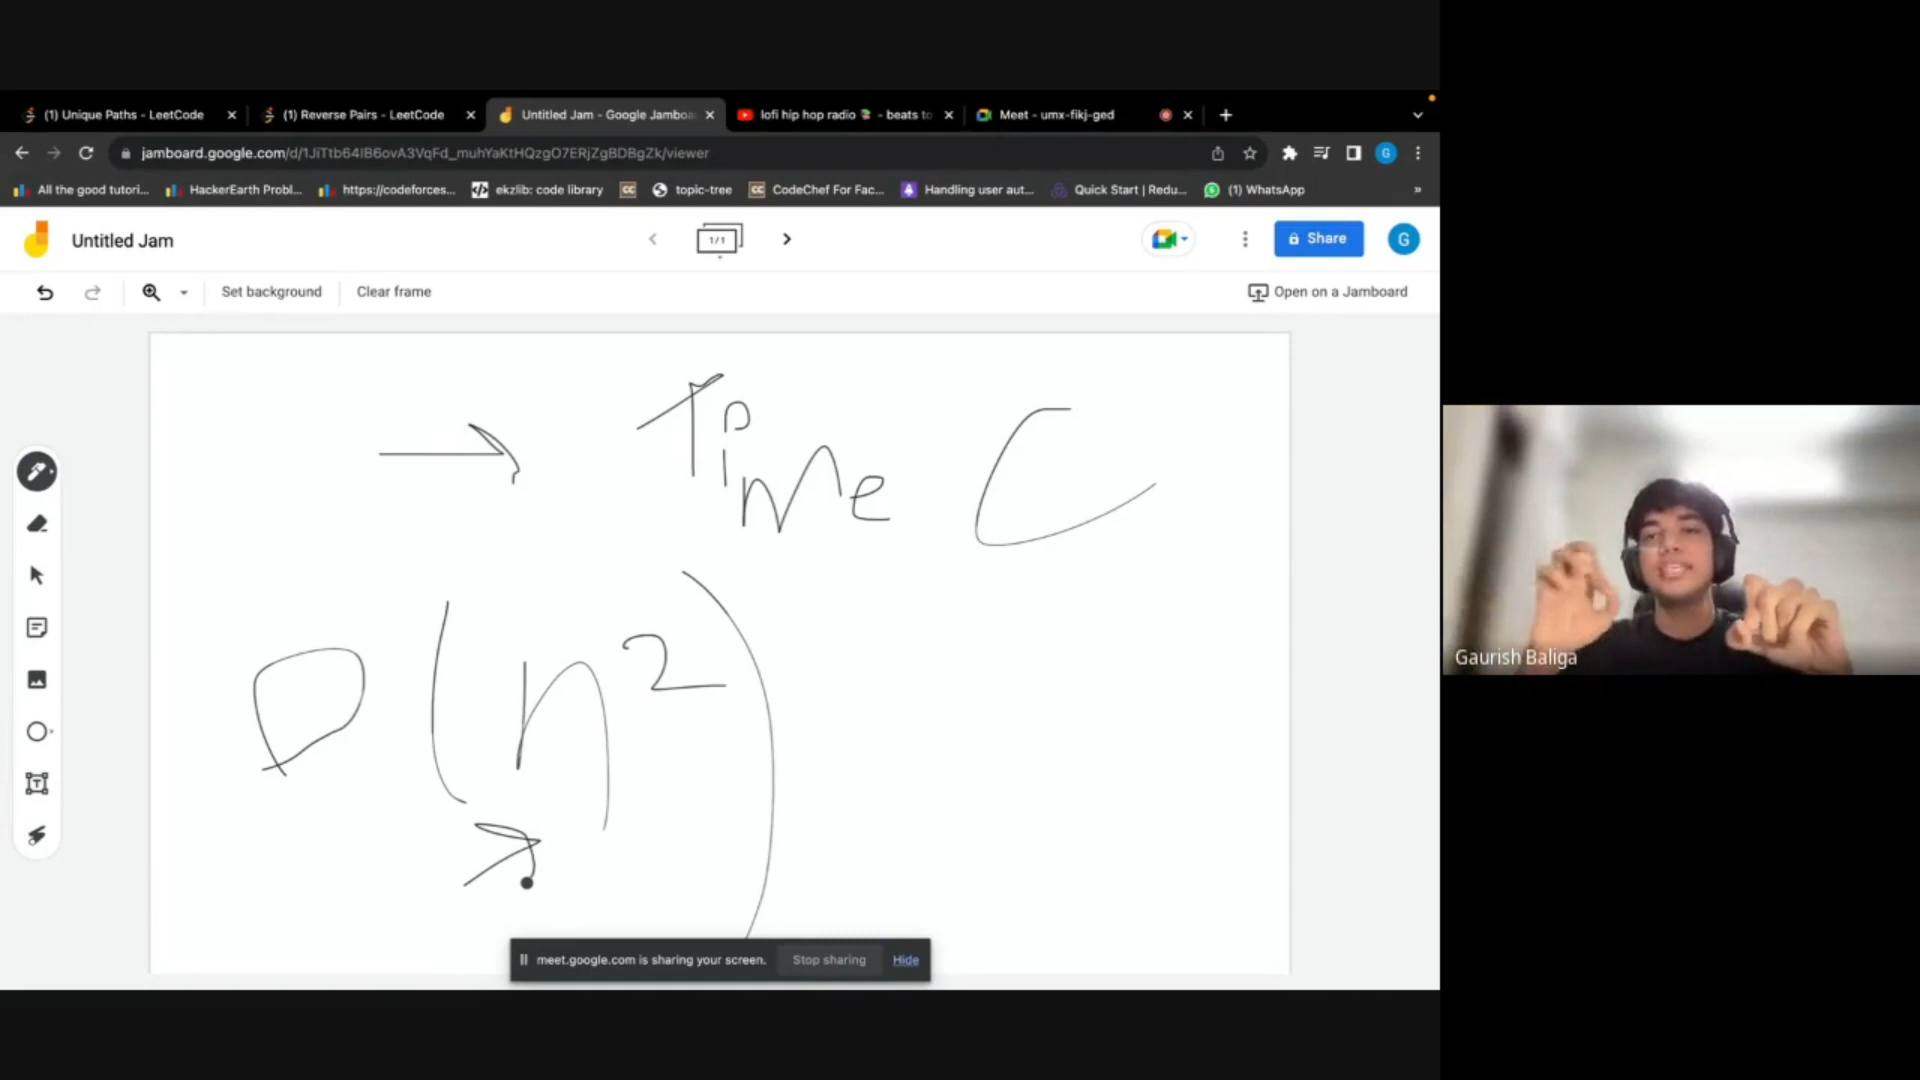 (1) Unique Paths - LeetCode
(1) Reverse Pairs - LeetCode
Untitled Jam - Google Jamboa
lofi hip hop radio - beats to
Meet - umx-fikj-ged
jamboard.google.com/d/1JiTtb64IB6ovA3VqFd_muhYaKtHQzgO7ERjZgBDBgZk/viewer
G
All the good tutori...
HackerEarth Probl...
https://codeforces...
ekzlib: code library
CC
topic-tree
CC
CodeChef For Fac...
Handling user aut...
Quick Start | Redu...
(1) WhatsApp
»
Untitled Jam
1/1
Share
G
Set background
Clear frame
Open on a Jamboard
Time C
O(n²)
Gaurish Baliga
meet.google.com is sharing your screen.
Stop sharing
Hide